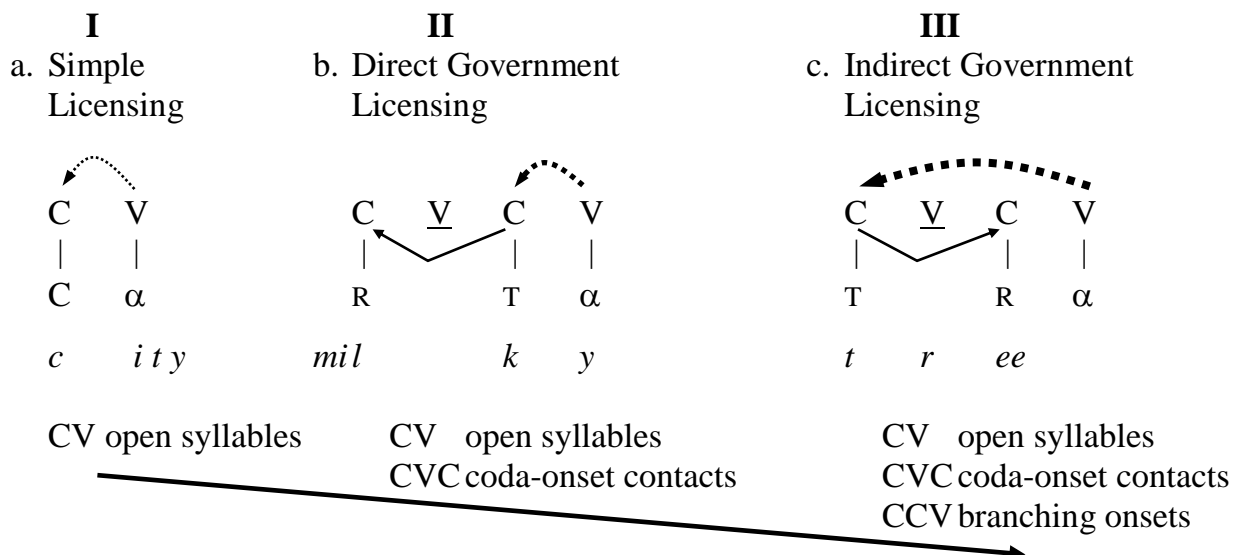 I II III
a. Simple b. Direct Government c. Indirect Government
Licensing Licensing Licensing
C V C V C V C V C V
C α R T α T R α
c i t y mil k y t r ee
CV open syllables CV open syllables CV open syllables
CVC coda-onset contacts CVC coda-onset contacts
CCV branching onsets